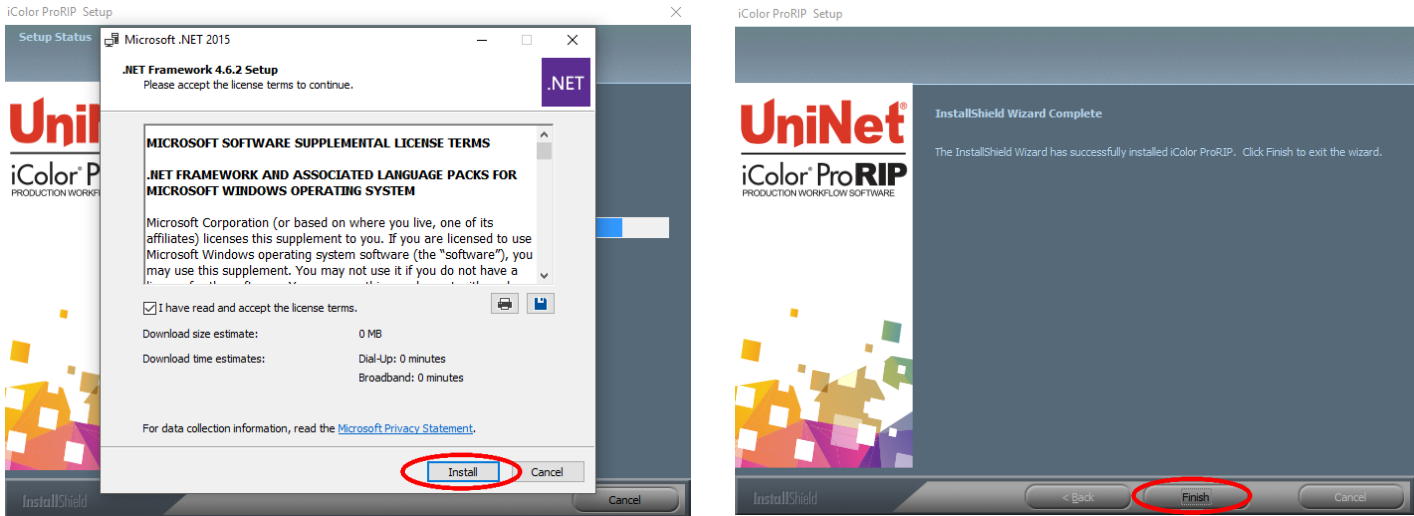 iColor ProRIP Setup
Setup Status
Microsoft .NET 2015
.NET Framework 4.6.2 Setup
Please accept the license terms to continue.
.NET
MICROSOFT SOFTWARE SUPPLEMENTAL LICENSE TERMS
.NET FRAMEWORK AND ASSOCIATED LANGUAGE PACKS FOR
MICROSOFT WINDOWS OPERATING SYSTEM
Microsoft Corporation (or based on where you live, one of its
affiliates) licenses this supplement to you. If you are licensed to use
Microsoft Windows operating system software (the “software”), you
may use this supplement. You may not use it if you do not have a
I have read and accept the license terms.
Download size estimate: 0 MB
Download time estimates: Dial-Up: 0 minutes
Broadband: 0 minutes
For data collection information, read the Microsoft Privacy Statement.
Install Cancel
Uni
iColor P
PRODUCTION WORKF
InstallShield
Cancel
iColor ProRIP Setup
UniNet®
iColor® ProRIP
PRODUCTION WORKFLOW SOFTWARE
InstallShield Wizard Complete
The InstallShield Wizard has successfully installed iColor ProRIP. Click Finish to exit the wizard.
InstallShield
< Back Finish Cancel